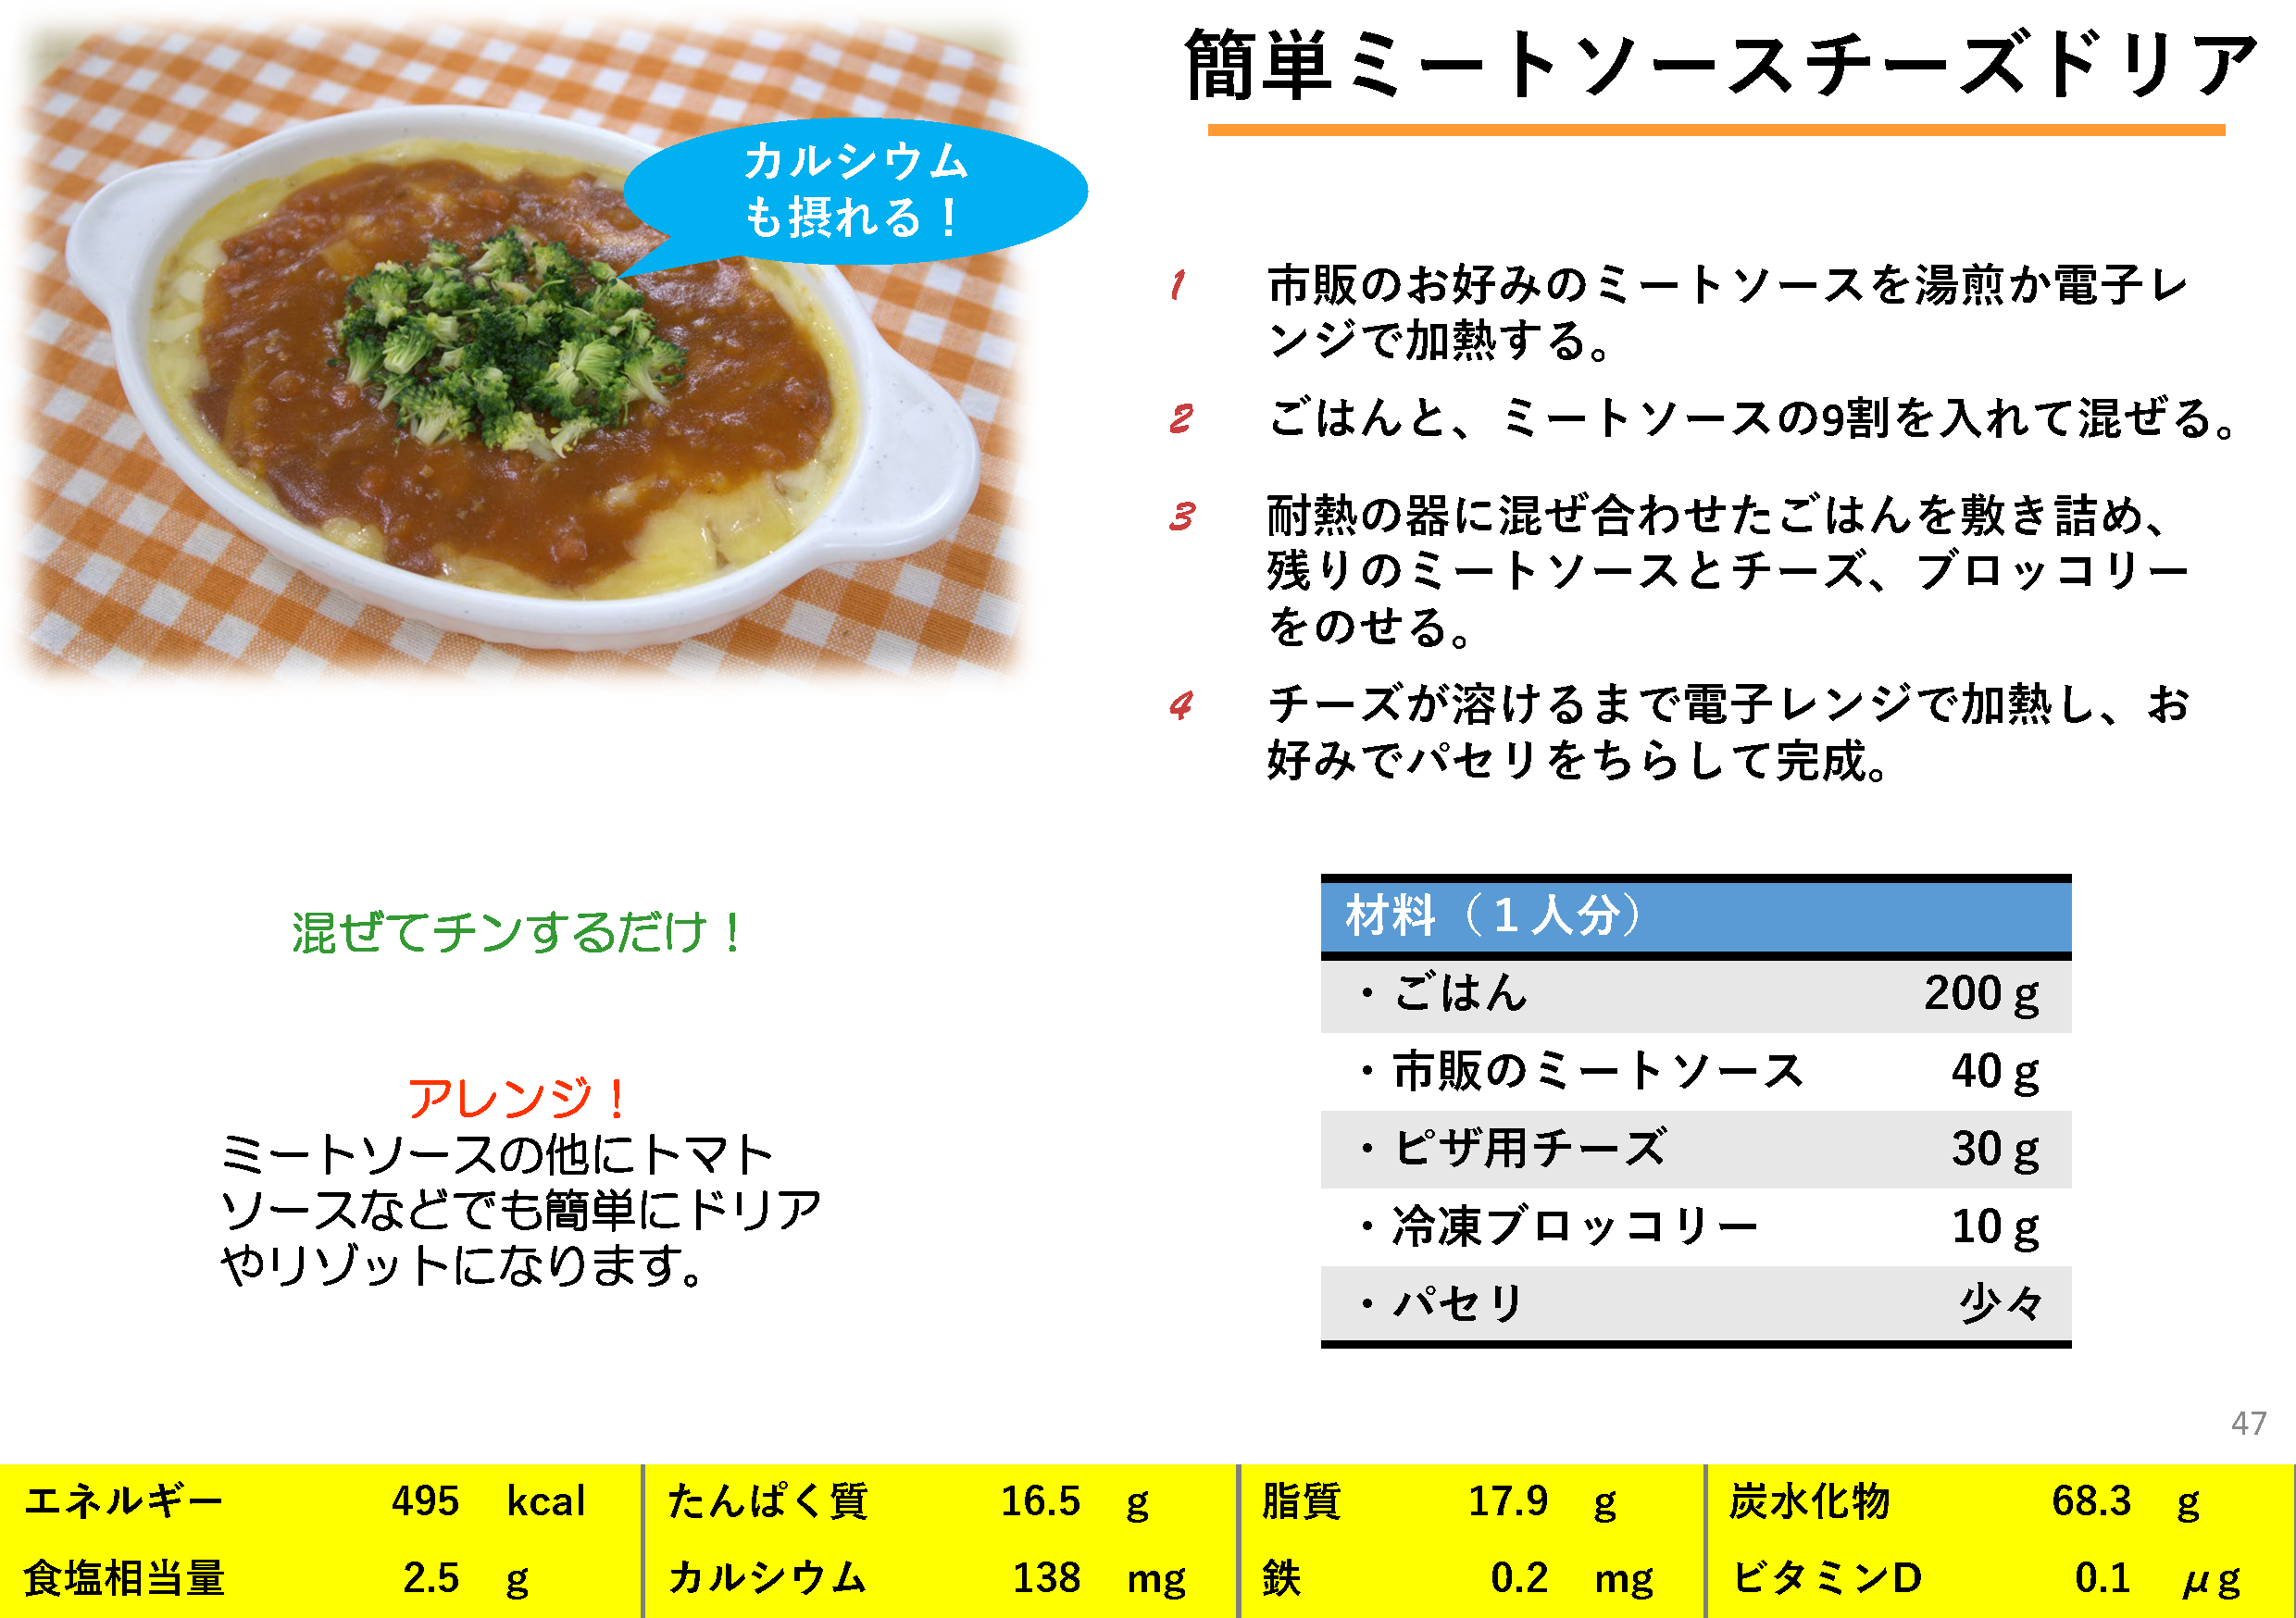 簡単ミートソースチーズドリア
カルシウム
も摂れる！
1 市販のお好みのミートソースを湯煎か電子レ
ンジで加熱する。
2 ごはんと、ミートソースの9割を入れて混ぜる。
3 耐熱の器に混ぜ合わせたごはんを敷き詰め、
残りのミートソースとチーズ、ブロッコリー
をのせる。
4 チーズが溶けるまで電子レンジで加熱し、お
好みでパセリをちらして完成。
混ぜてチンするだけ！
アレンジ！
ミートソースの他にトマト
ソースなどでも簡単にドリア
やリゾットになります。
材料（１人分）
・ごはん 200 g
・市販のミートソース 40 g
・ピザ用チーズ 30 g
・冷凍ブロッコリー 10 g
・パセリ 少々
47
エネルギー 495 kcal たんぱく質 16.5 g 脂質 17.9 g 炭水化物 68.3 g
食塩相当量 2.5 g カルシウム 138 mg 鉄 0.2 mg ビタミンD 0.1 μg